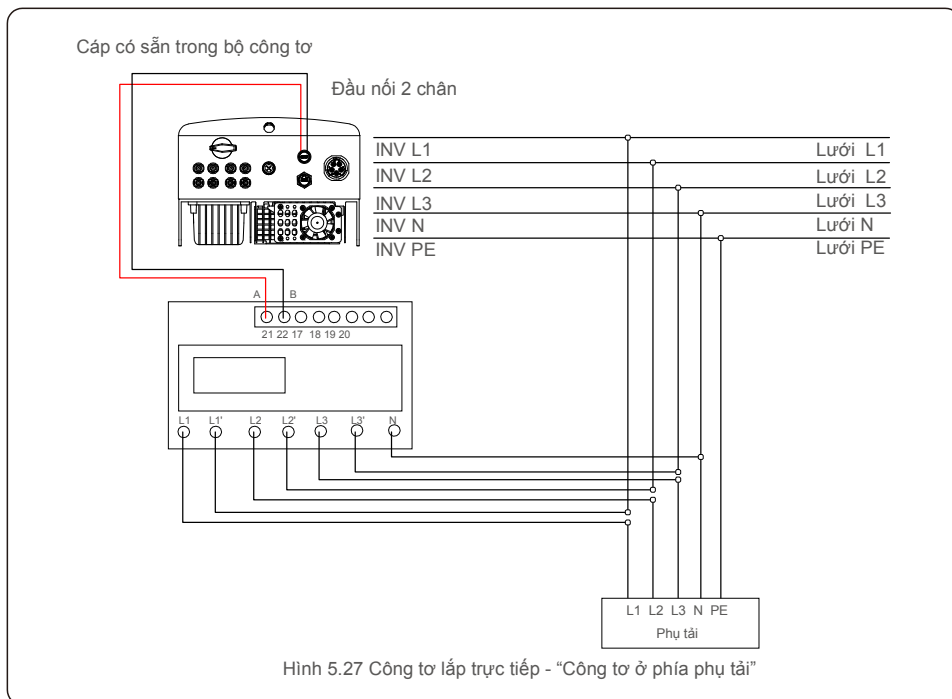 Cáp có sẵn trong bộ công tơ
Đầu nối 2 chân
INV L1 Lưới L1
INV L2 Lưới L2
INV L3 Lưới L3
INV N Lưới N
INV PE Lưới PE
A B
21 22 17 18 19 20
L1 L1' L2 L2' L3 L3' N
L1 L2 L3 N PE
Phụ tải
Hình 5.27 Công tơ lắp trực tiếp - “Công tơ ở phía phụ tải”